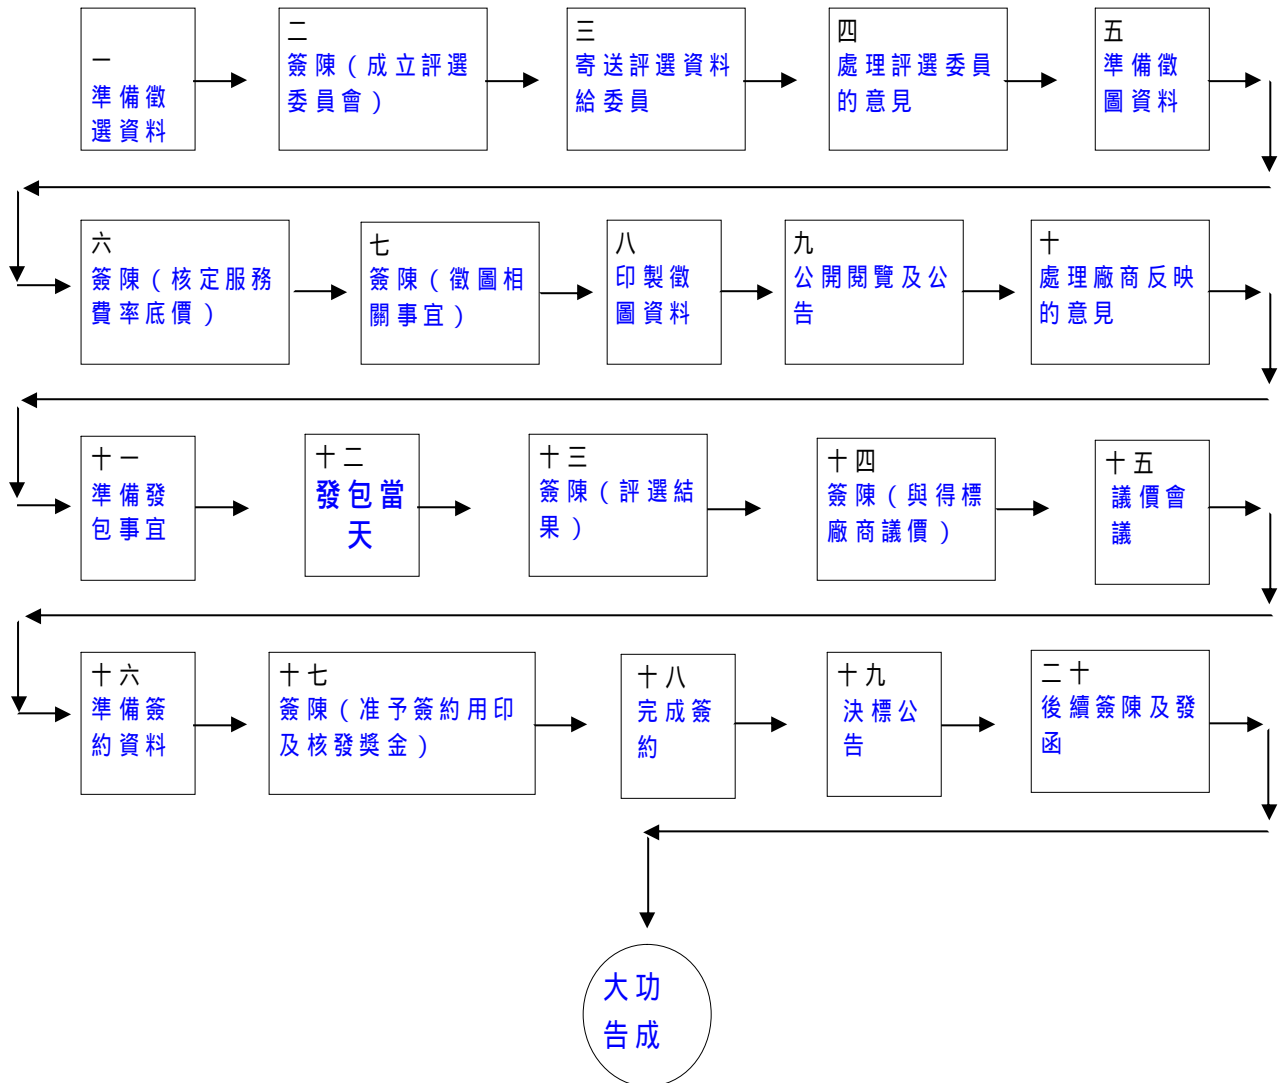 一
準備徵
選資料
二
簽陳（成立評選
委員會）
三
寄送評選資料
給委員
四
處理評選委員
的意見
五
準備徵
圖資料
六
簽陳（核定服務
費率底價）
七
簽陳（徵圖相
關事宜）
八
印製徵
圖資料
九
公開閱覽及公
告
十
處理廠商反映
的意見
十一
準備發
包事宜
十二
發包當
天
十三
簽陳（評選結
果）
十四
簽陳（與得標
廠商議價）
十五
議價會
議
十六
準備簽
約資料
十七
簽陳（准予簽約用印
及核發獎金）
十八
完成簽
約
十九
決標公
告
二十
後續簽陳及發
函
大功
告成